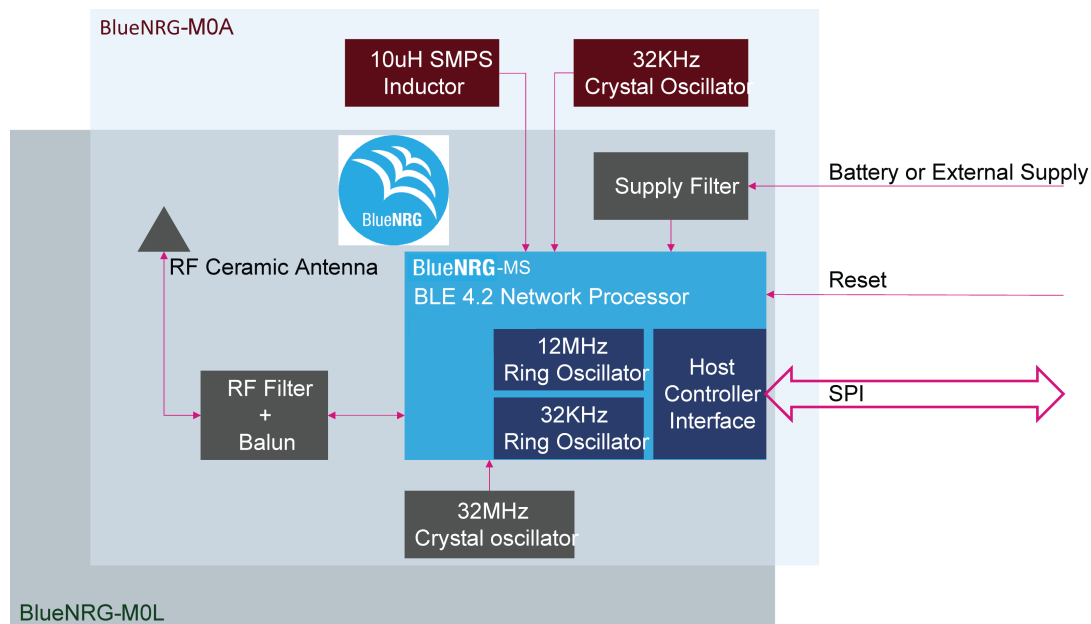 BlueNRG-M0A
10uH SMPS
Inductor
32KHz
Crystal Oscillator
BlueNRG
Supply Filter
Battery or External Supply
RF Ceramic Antenna
BlueNRG-MS
BLE 4.2 Network Processor
Reset
12MHz
Ring Oscillator
32KHz
Ring Oscillator
Host
Controller
Interface
SPI
RF Filter
+
Balun
32MHz
Crystal oscillator
BlueNRG-M0L